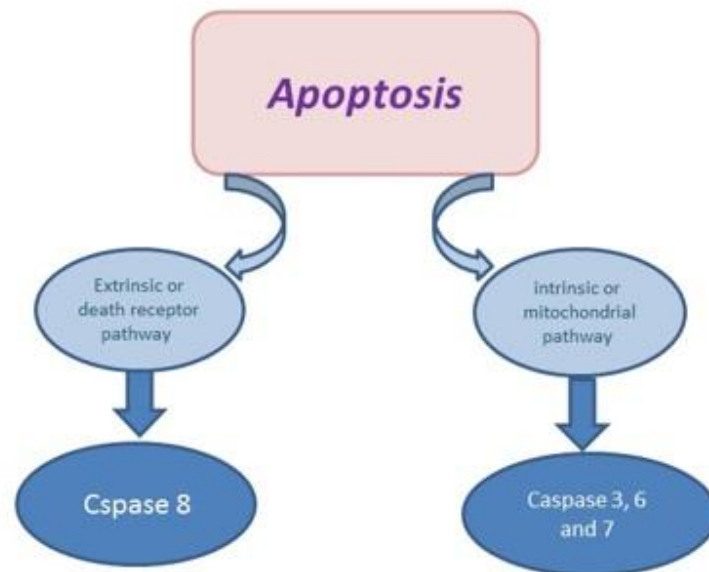 Apoptosis
Extrinsic or
death receptor
pathway
intrinsic or
mitochondrial
pathway
Cspase 8
Caspase 3, 6
and 7